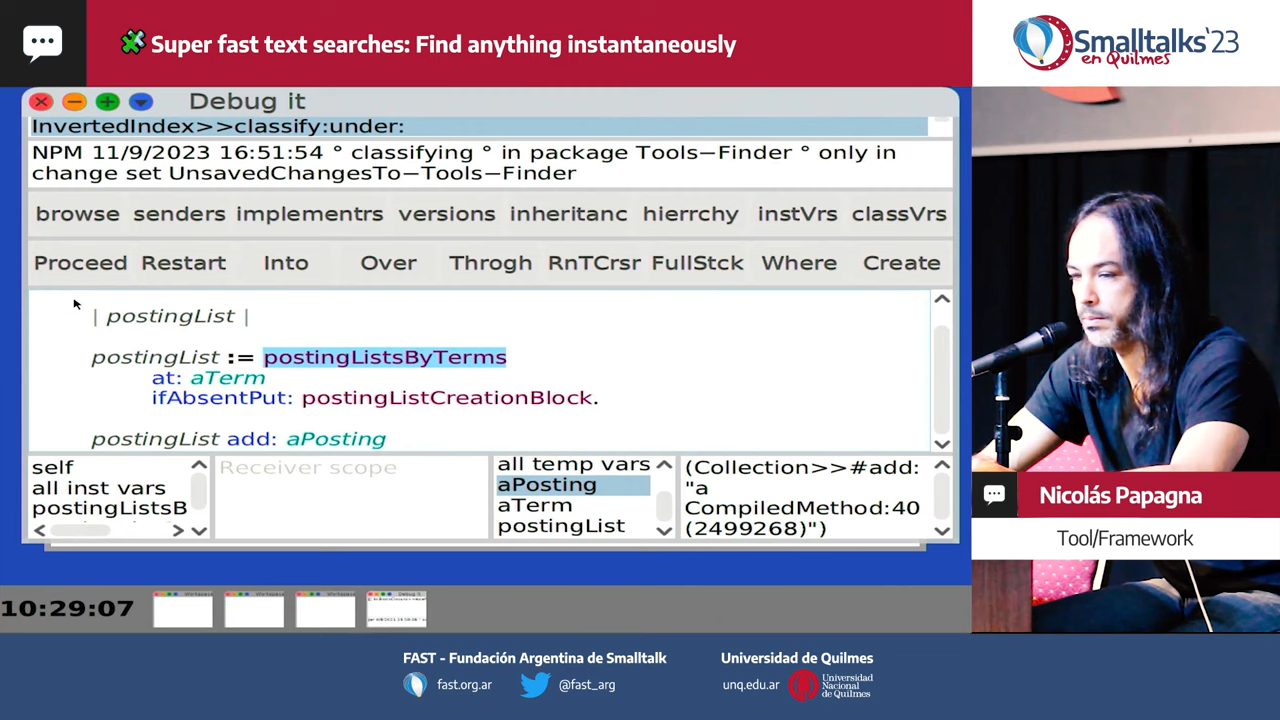 Super fast text searches: Find anything instantaneously
Smalltalks'23
en Quilmes
Debug it
InvertedIndex>>classify:under:
NPM 11/9/2023 16:51:54 ° classifying ° in package Tools−Finder ° only in
change set UnsavedChangesTo−Tools−Finder
browse senders implementrs versions inheritanc hierrchy instVrs classVrs
Proceed Restart Into Over Throgh RnTCrsr FullStck Where Create
| postingList |
postingList := postingListsByTerms
at: aTerm
ifAbsentPut: postingListCreationBlock.
postingList add: aPosting
self
all inst vars
postingListsB
Receiver scope
all temp vars
aPosting
aTerm
postingList
(Collection>>#add:
"a
CompiledMethod:40
(2499268)")
Nicolás Papagna
Tool/Framework
10:29:07
Debug it
FAST - Fundación Argentina de Smalltalk
fast.org.ar
@fast_arg
Universidad de Quilmes
unq.edu.ar
Universidad
Nacional
de Quilmes